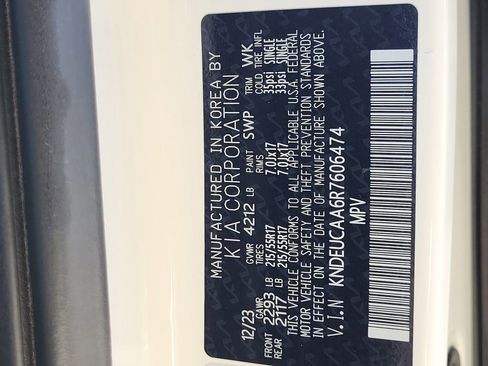 MANUFACTURED IN KOREA BY
KIA CORPORATION
12/23 GVWR 4212 LB PAINT SWP TRIM WK
GAWR TIRES RIMS COLD TIRE INFL
FRONT 2293 LB 215/55R17 7.0Jx17 35psi SINGLE
REAR 2117 LB 215/55R17 7.0Jx17 33psi SINGLE
THIS VEHICLE CONFORMS TO ALL APPLICABLE U.S.A. FEDERAL
MOTOR VEHICLE SAFETY AND THEFT PREVENTION STANDARDS
IN EFFECT ON THE DATE OF MANUFACTURE SHOWN ABOVE.
V.I.N KNDEUCAA6R7606474
MPV